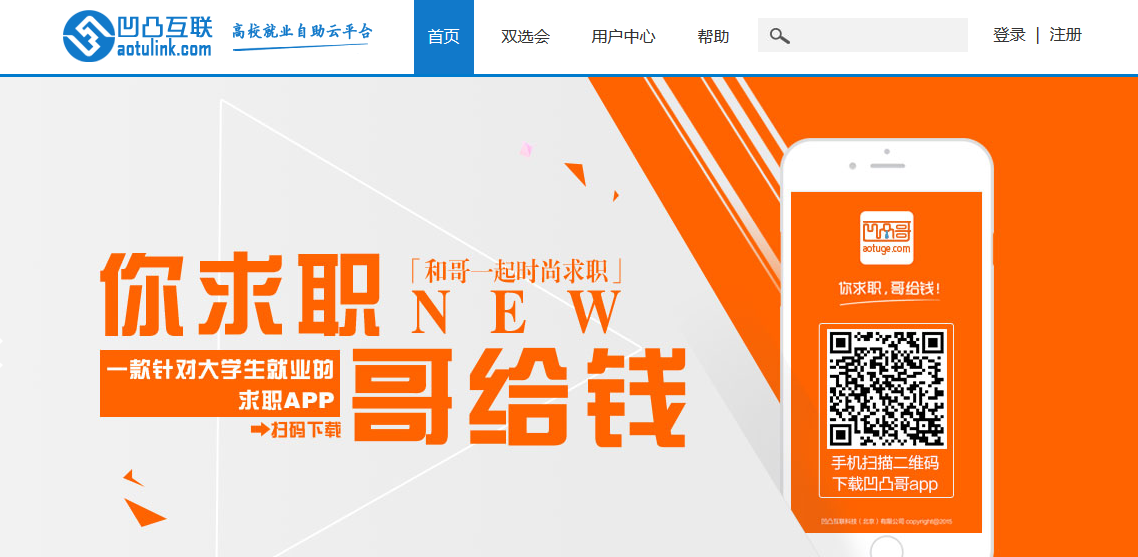 凹凸互联
aotulink.com
高校就业自助云平台
首页
双选会
用户中心
帮助
登录 | 注册
你求职
「和哥一起时尚求职」
NEW
一款针对大学生就业的
求职APP
扫码下载
哥给钱
凹凸哥
aotuge.com
你求职,哥给钱!
手机扫描二维码
下载凹凸哥app
凹凸互联科技（北京）有限公司 copyright@2015